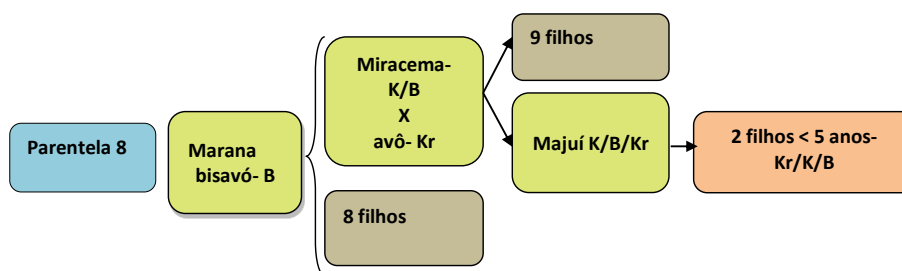 Parentela 8
Marana
bisavó- B
Miracema-
K/B
X
avô- Kr
8 filhos
9 filhos
Majuí K/B/Kr
2 filhos < 5 anos-
Kr/K/B